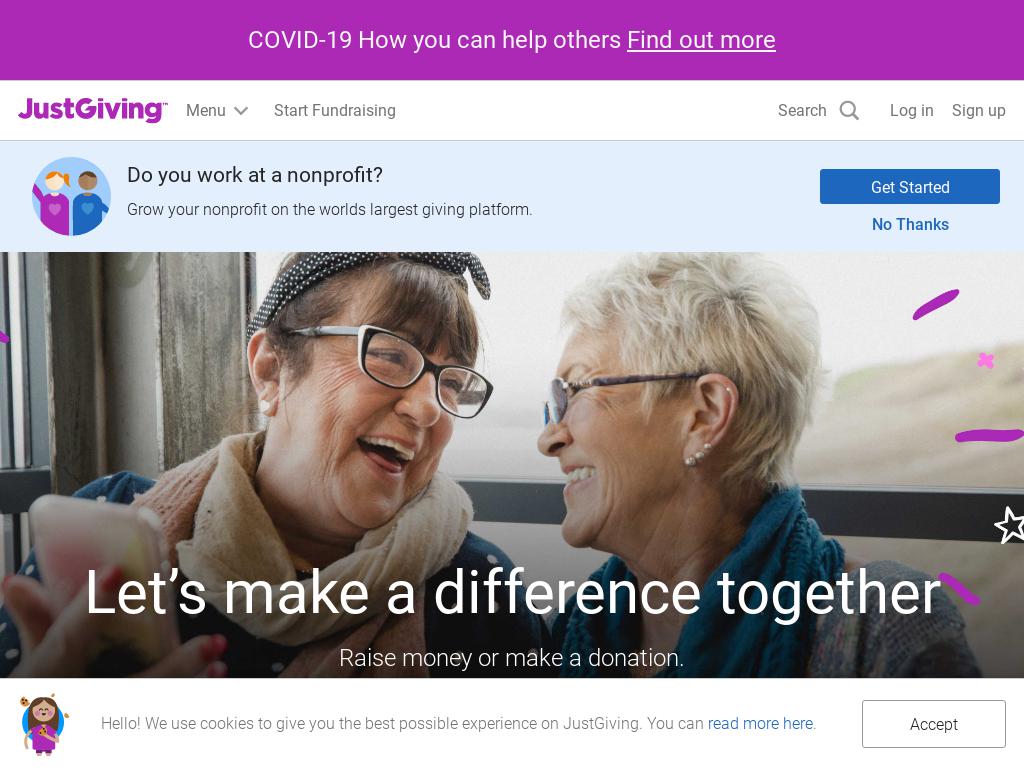 COVID-19 How you can help others Find out more
JustGiving™ Menu Start Fundraising Search Log in Sign up
Do you work at a nonprofit?
Grow your nonprofit on the worlds largest giving platform.
Get Started
No Thanks
Let’s make a difference together
Raise money or make a donation.
Hello! We use cookies to give you the best possible experience on JustGiving. You can read more here.
Accept